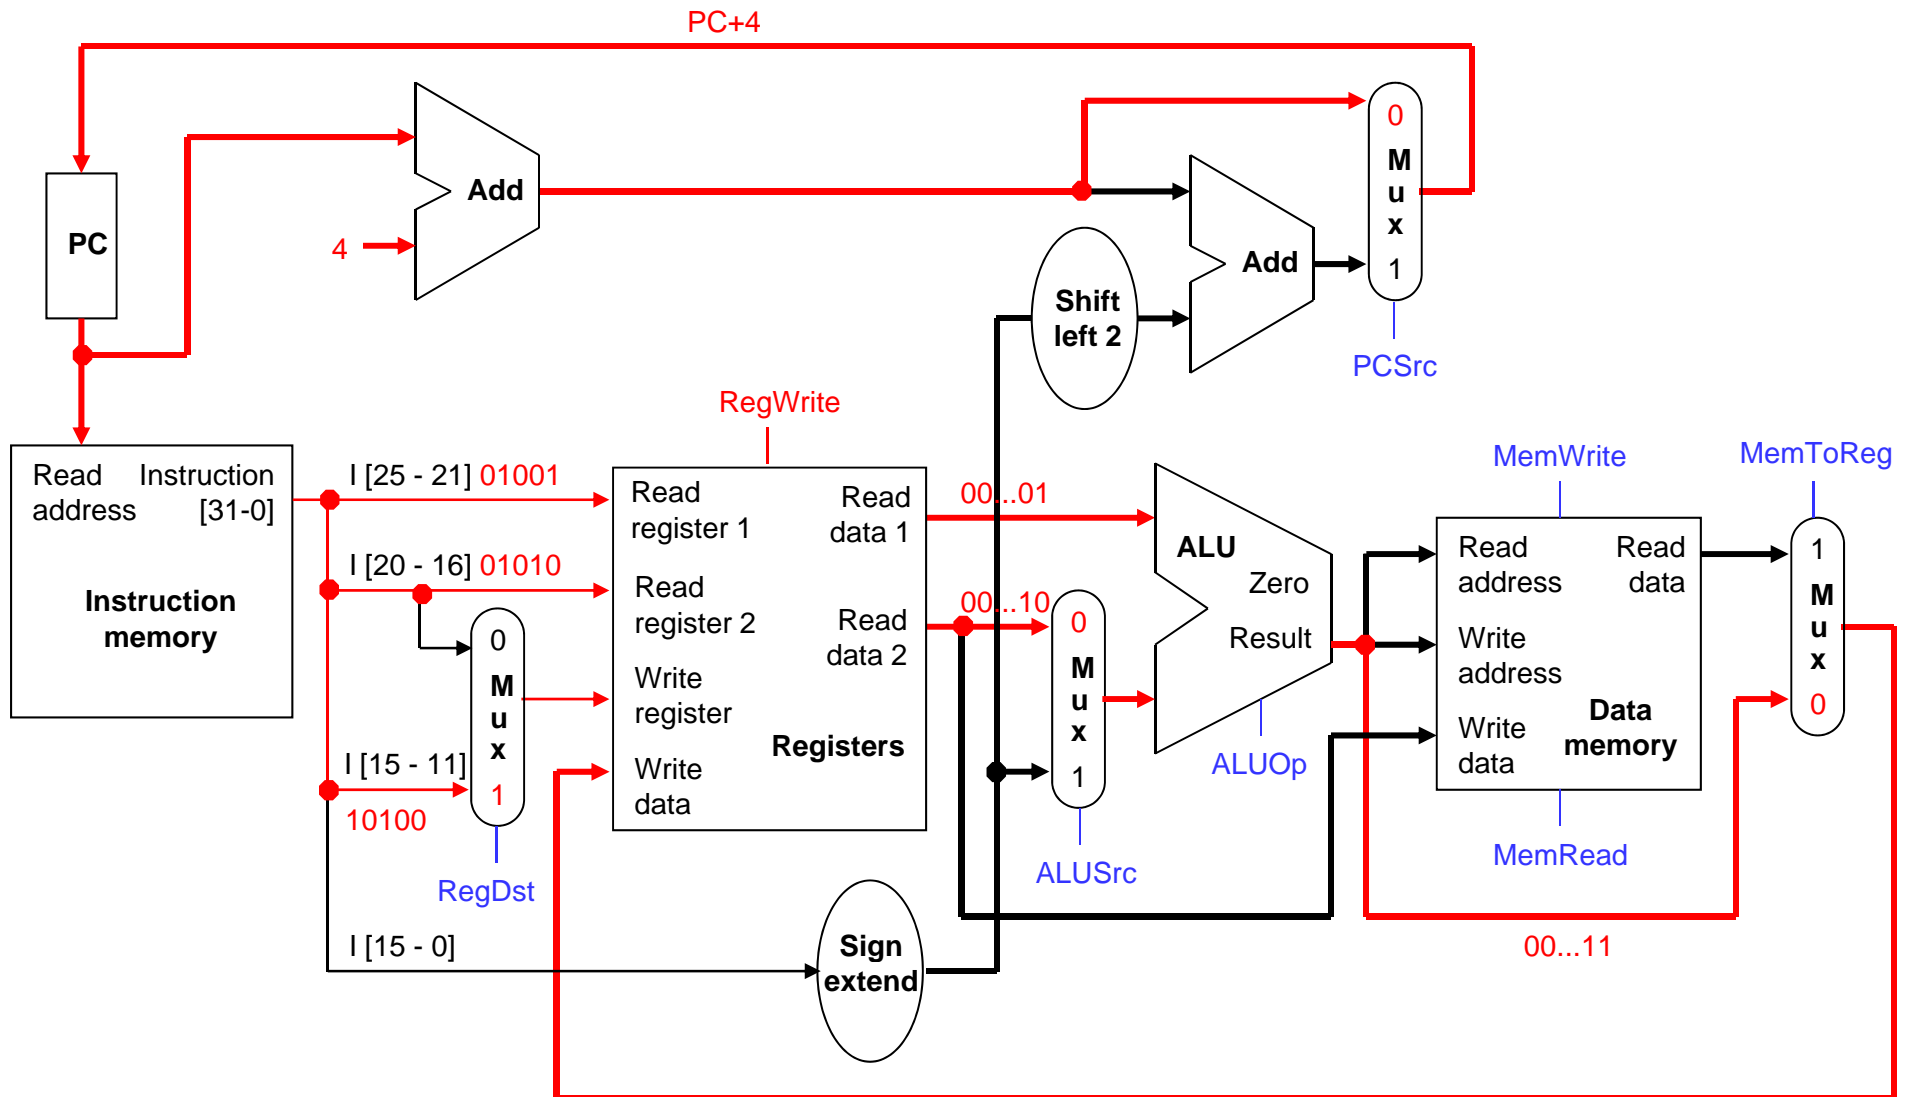 PC+4
0
M
u
x
1
Add
PC
4
Add
Shift
left 2
PCSrc
RegWrite
MemWrite
MemToReg
Read address
Instruction [31-0]
Instruction
memory
I [25 - 21] 01001
I [20 - 16] 01010
0
M
u
x
1
I [15 - 11]
10100
RegDst
I [15 - 0]
Read
register 1
Read
data 1
Read
register 2
Read
data 2
Write
register
Registers
Write
data
Sign
extend
00...01
00...10
0
M
u
x
1
ALUSrc
ALU
Zero
Result
ALUOp
Read
address
Read
data
Write
address
Data
memory
Write
data
MemRead
1
M
u
x
0
00...11